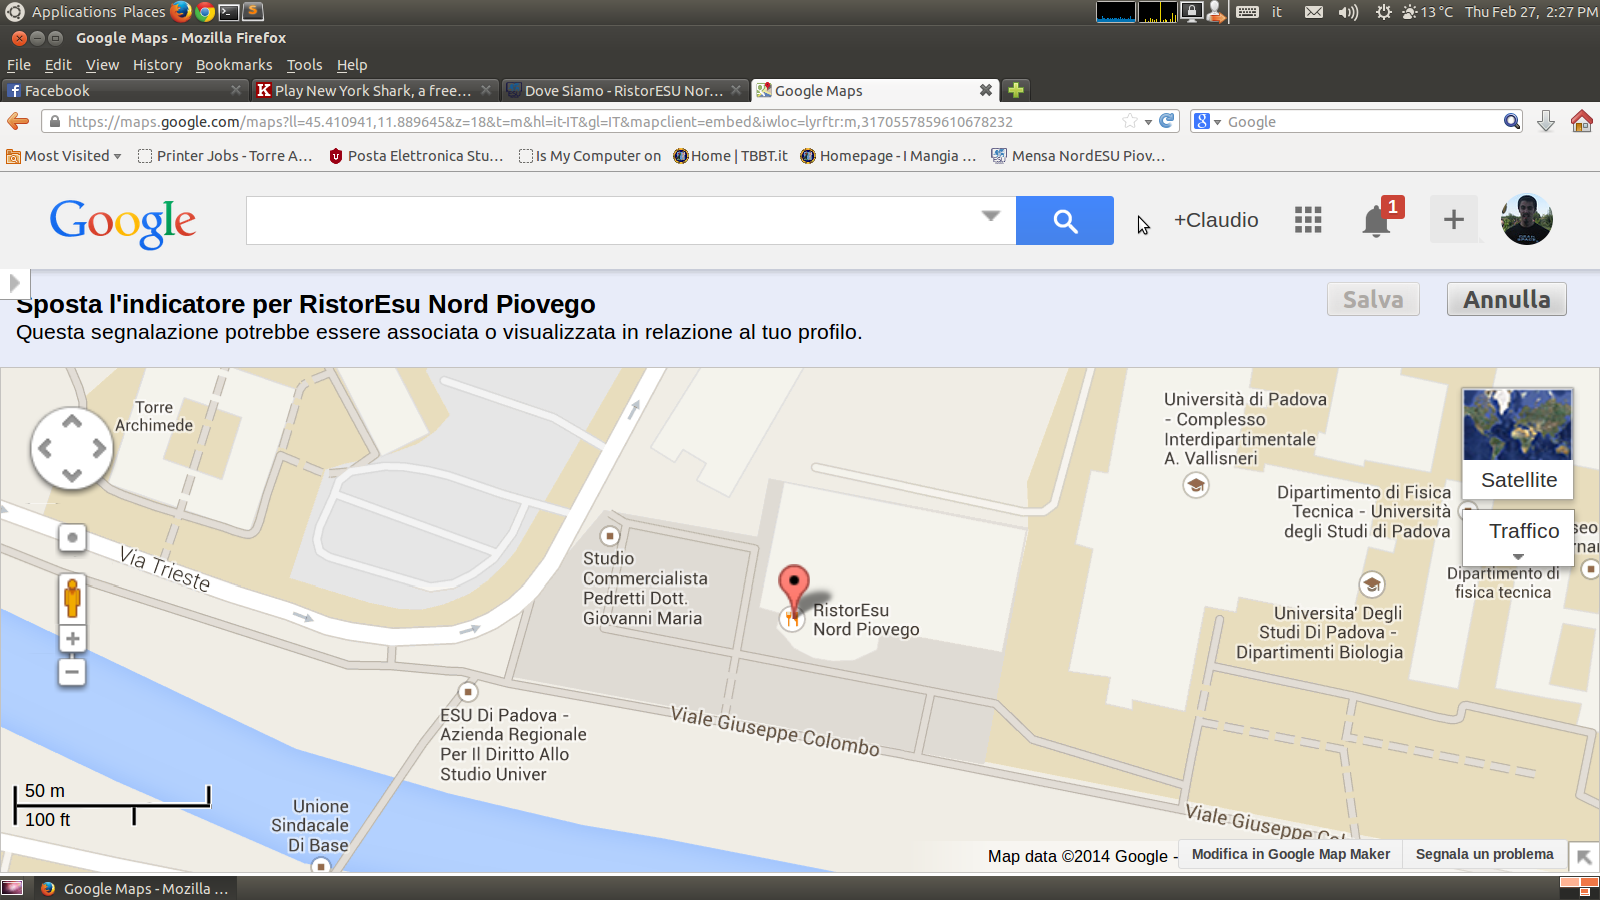 Applications Places
it
13 °C
Thu Feb 27, 2:27 PM
Google Maps - Mozilla Firefox
File Edit View History Bookmarks Tools Help
Facebook
Play New York Shark, a free...
Dove Siamo - RistorESU Nor...
Google Maps
https://maps.google.com/maps?ll=45.410941,11.889645&z=18&t=m&hl=it-IT&gl=IT&mapclient=embed&iwloc=lyrftr:m,3170557859610678232
Google
Most Visited
Printer Jobs - Torre A...
Posta Elettronica Stu...
Is My Computer on
Home | TBBT.it
Homepage - I Mangia ...
Mensa NordESU Piov...
Google
+Claudio
1
Sposta l'indicatore per RistorEsu Nord Piovego
Questa segnalazione potrebbe essere associata o visualizzata in relazione al tuo profilo.
Salva
Annulla
Torre
Archimede
Università di Padova
- Complesso
Interdipartimentale
A. Vallisneri
Satellite
Dipartimento di Fisica
Tecnica - Università
degli Studi di Padova
Traffico
Dipartimento di
fisica tecnica
Via Trieste
Studio
Commercialista
Pedretti Dott.
Giovanni Maria
RistorEsu
Nord Piovego
Universita' Degli
Studi Di Padova -
Dipartimenti Biologia
ESU Di Padova -
Azienda Regionale
Per Il Diritto Allo
Studio Univer
Viale Giuseppe Colombo
50 m
100 ft
Unione
Sindacale
Di Base
Viale Giuseppe
Map data ©2014 Google -
Modifica in Google Map Maker
Segnala un problema
Google Maps - Mozilla ...